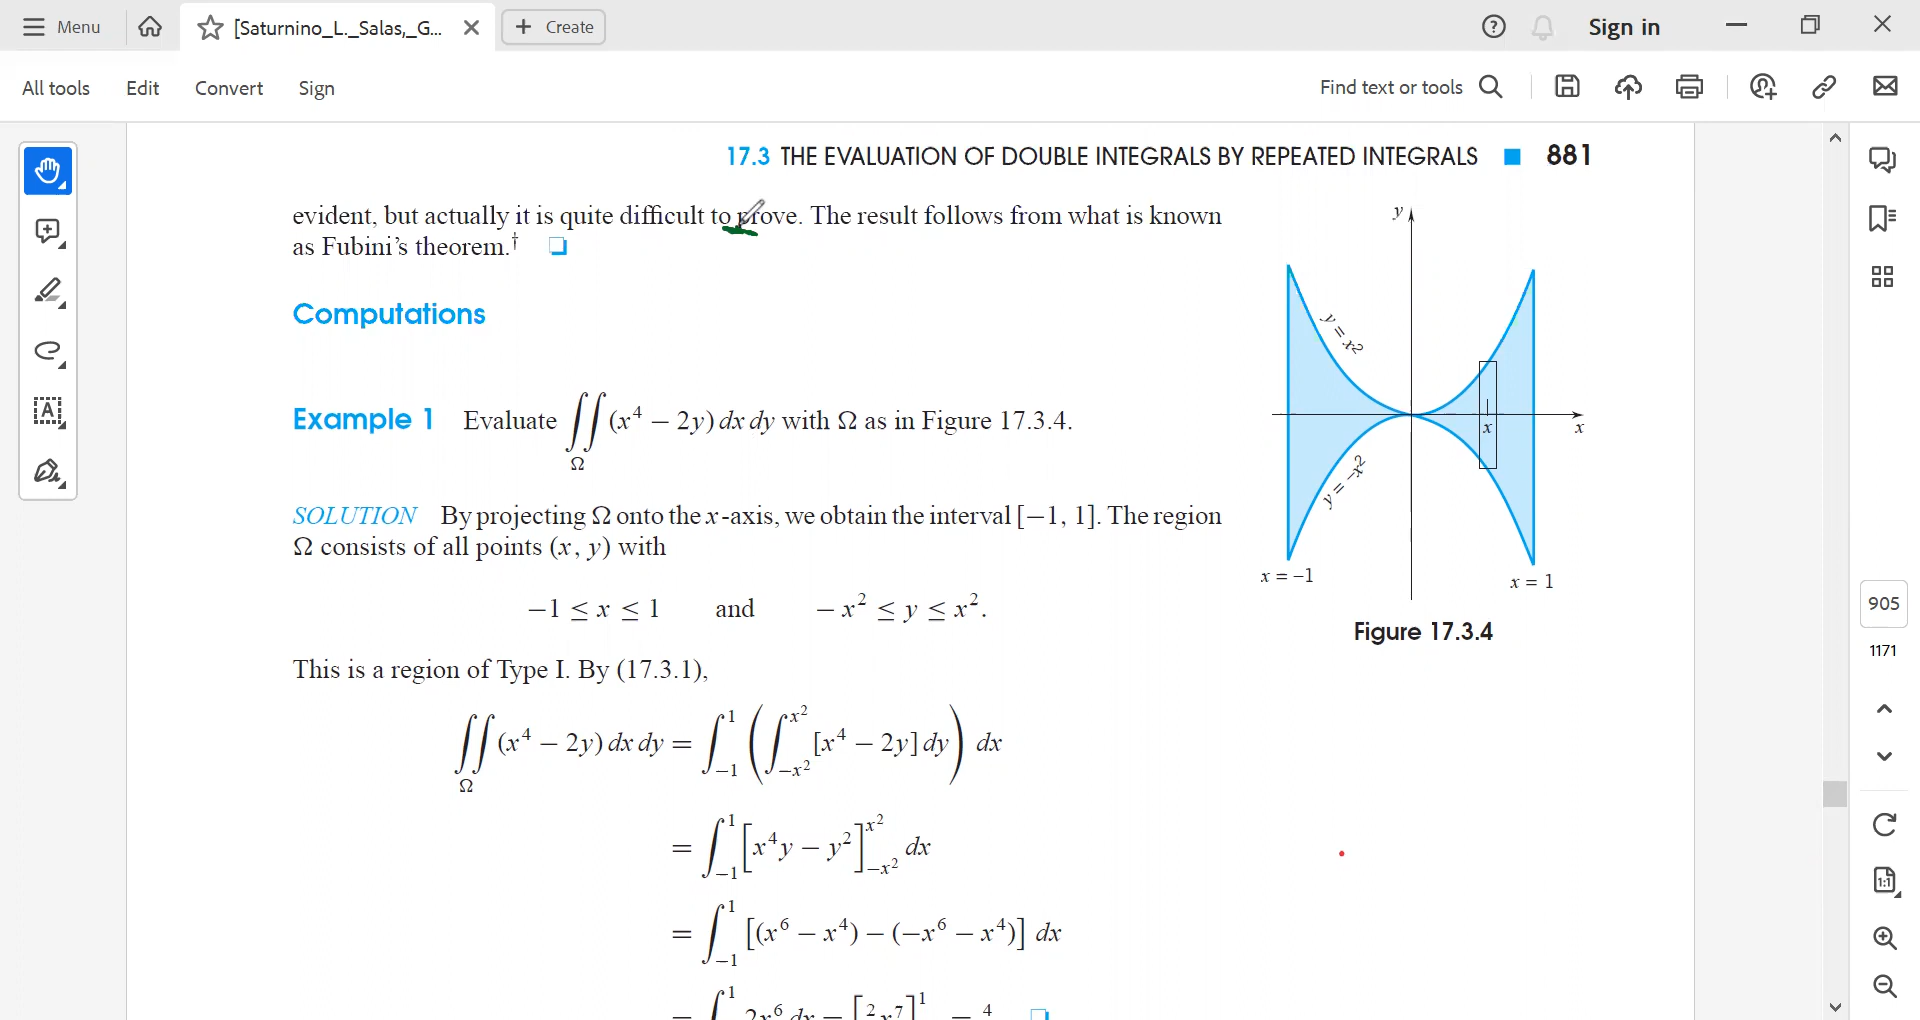 Menu
[Saturnino_L._Salas,_G...
Create
Sign in
All tools
Edit
Convert
Sign
Find text or tools
17.3 THE EVALUATION OF DOUBLE INTEGRALS BY REPEATED INTEGRALS ■ 881
evident, but actually it is quite difficult to prove. The result follows from what is known
as Fubini's theorem.† ❏
Computations
Example 1 Evaluate ∬_Ω (x⁴ − 2y) dx dy with Ω as in Figure 17.3.4.
SOLUTION By projecting Ω onto the x-axis, we obtain the interval [−1, 1]. The region
Ω consists of all points (x, y) with
−1 ≤ x ≤ 1 and − x² ≤ y ≤ x².
This is a region of Type I. By (17.3.1),
∬_Ω (x⁴ − 2y) dx dy = ∫_{−1}^{1} ( ∫_{−x²}^{x²} [x⁴ − 2y] dy ) dx
= ∫_{−1}^{1} [x⁴y − y²]_{−x²}^{x²} dx
= ∫_{−1}^{1} [(x⁶ − x⁴) − (−x⁶ − x⁴)] dx
y
y = x²
x
x
y = −x²
x = −1
x = 1
Figure 17.3.4
905
1171
1:1